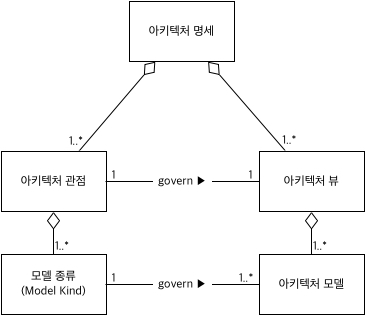 아키텍처 명세
1..*
1..*
아키텍처 관점
1
govern ▶
1
아키텍처 뷰
1..*
1..*
모델 종류
(Model Kind)
1
govern ▶
1..*
아키텍처 모델